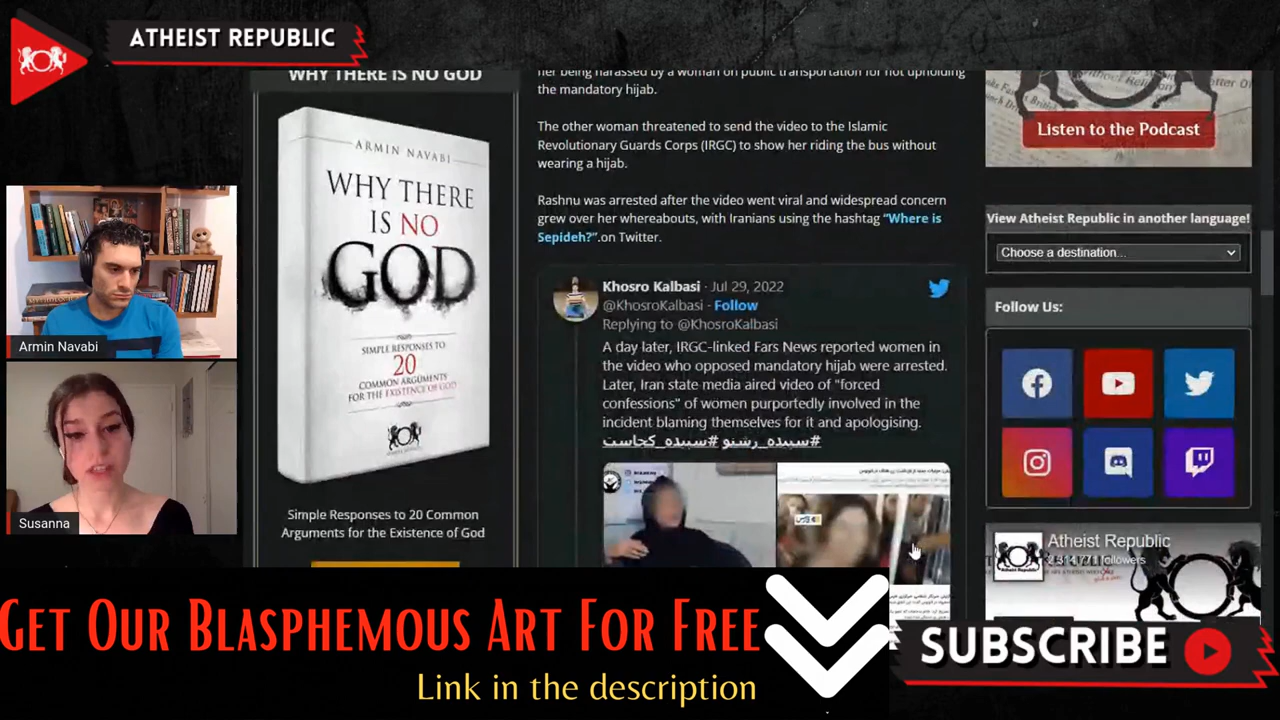 ATHEIST REPUBLIC
WHY THERE IS NO GOD
ARMIN NAVABI
WHY THERE
IS NO
GOD
SIMPLE RESPONSES TO
20
COMMON ARGUMENTS
FOR THE EXISTENCE OF GOD
Simple Responses to 20 Common
Arguments for the Existence of God
her being harassed by a woman on public transportation for not upholding
the mandatory hijab.
The other woman threatened to send the video to the Islamic
Revolutionary Guards Corps (IRGC) to show her riding the bus without
wearing a hijab.
Rashnu was arrested after the video went viral and widespread concern
grew over her whereabouts, with Iranians using the hashtag “Where is
Sepideh?”.on Twitter.
Khosro Kalbasi · Jul 29, 2022
@KhosroKalbasi · Follow
Replying to @KhosroKalbasi
A day later, IRGC-linked Fars News reported women in
the video who opposed mandatory hijab were arrested.
Later, Iran state media aired video of "forced
confessions" of women purportedly involved in the
incident blaming themselves for it and apologising.
#سپیده_رشنو #سپیده_کجاست
Listen to the Podcast
View Atheist Republic in another language!
Choose a destination...
Follow Us:
Atheist Republic
followers
Armin Navabi
Susanna
GET OUR BLASPHEMOUS ART FOR FREE
Link in the description
SUBSCRIBE